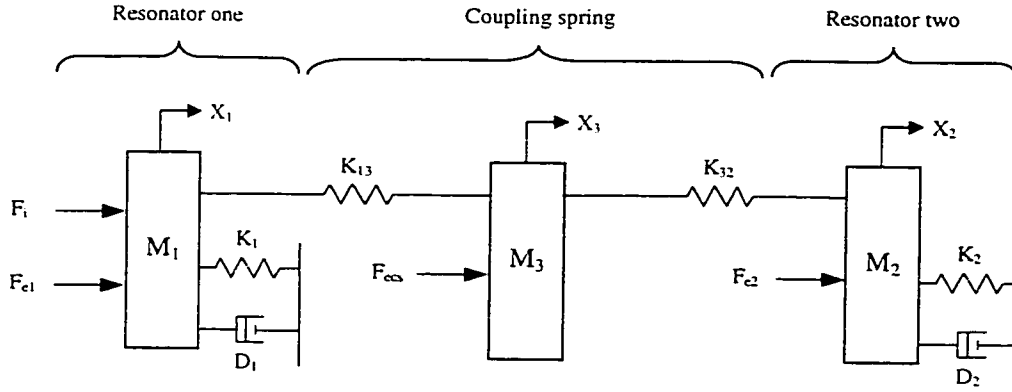 Resonator one
Coupling spring
Resonator two
X₁
X₃
X₂
K₁₃
K₃₂
Fᵢ
M₁
K₁
Fₑ₁
D₁
M₃
M₂
K₂
Fₑ₂
D₂